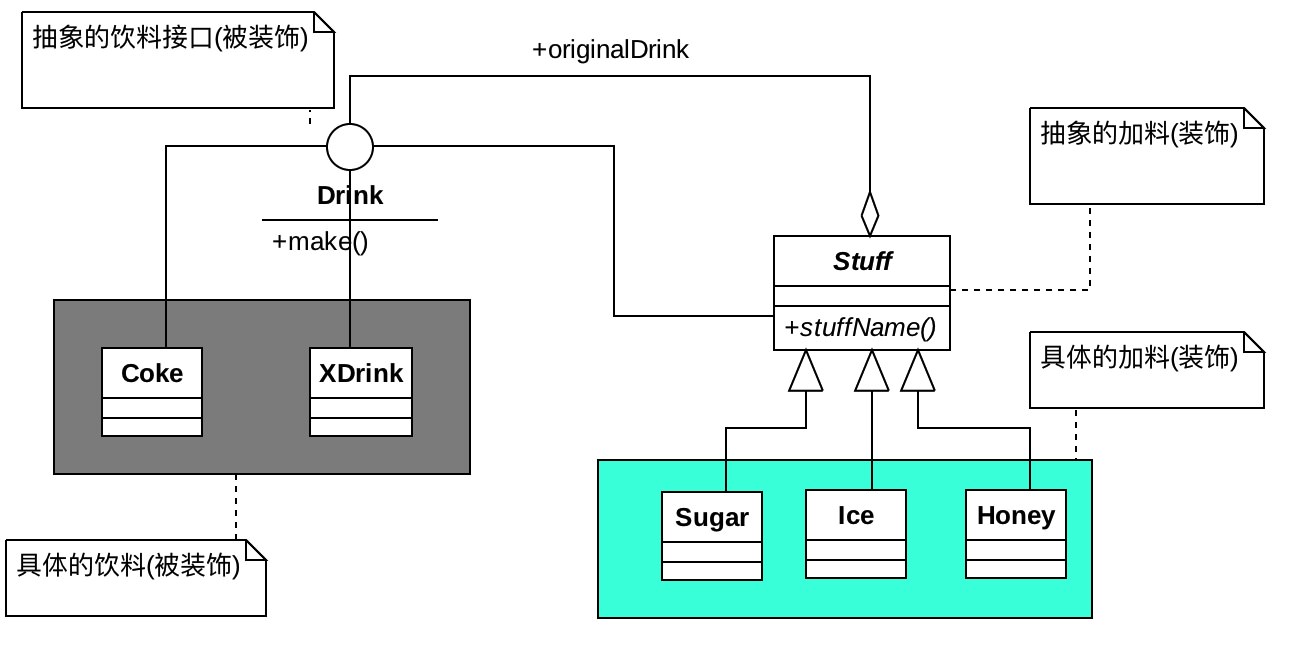 抽象的饮料接口(被装饰)
+originalDrink
抽象的加料(装饰)
Drink
+make()
Stuff
+stuffName()
具体的加料(装饰)
Coke
XDrink
Sugar
Ice
Honey
具体的饮料(被装饰)